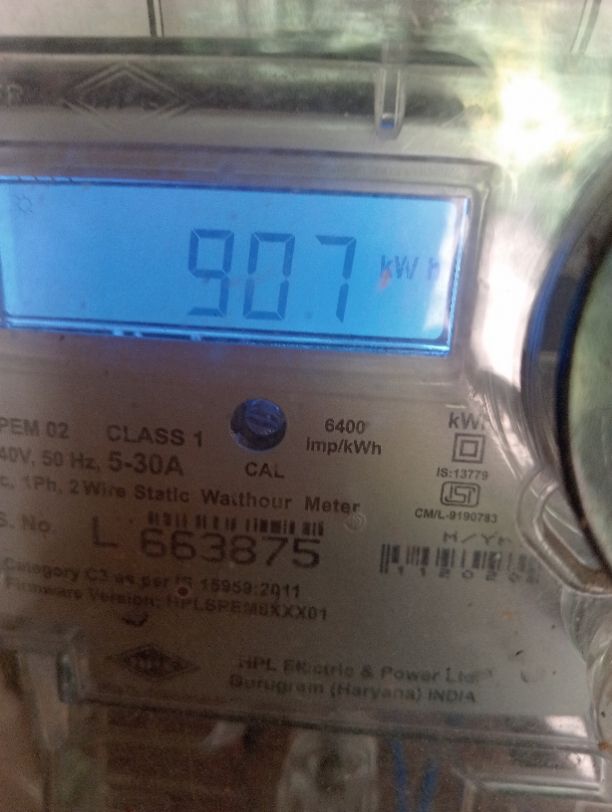 907 kWh
PEM 02 CLASS 1
6400
imp/kWh
kWh
40V, 50 Hz, 5-30A
CAL
IS:13779
c, 1Ph, 2 Wire Static Watthour Meter
CM/L-9190783
S. No. L 663875
M/Yr
Category C3 as per IS 15959:2011
Firmware Version:
HPL Electric & Power Ltd.
Gurugram (Haryana) INDIA